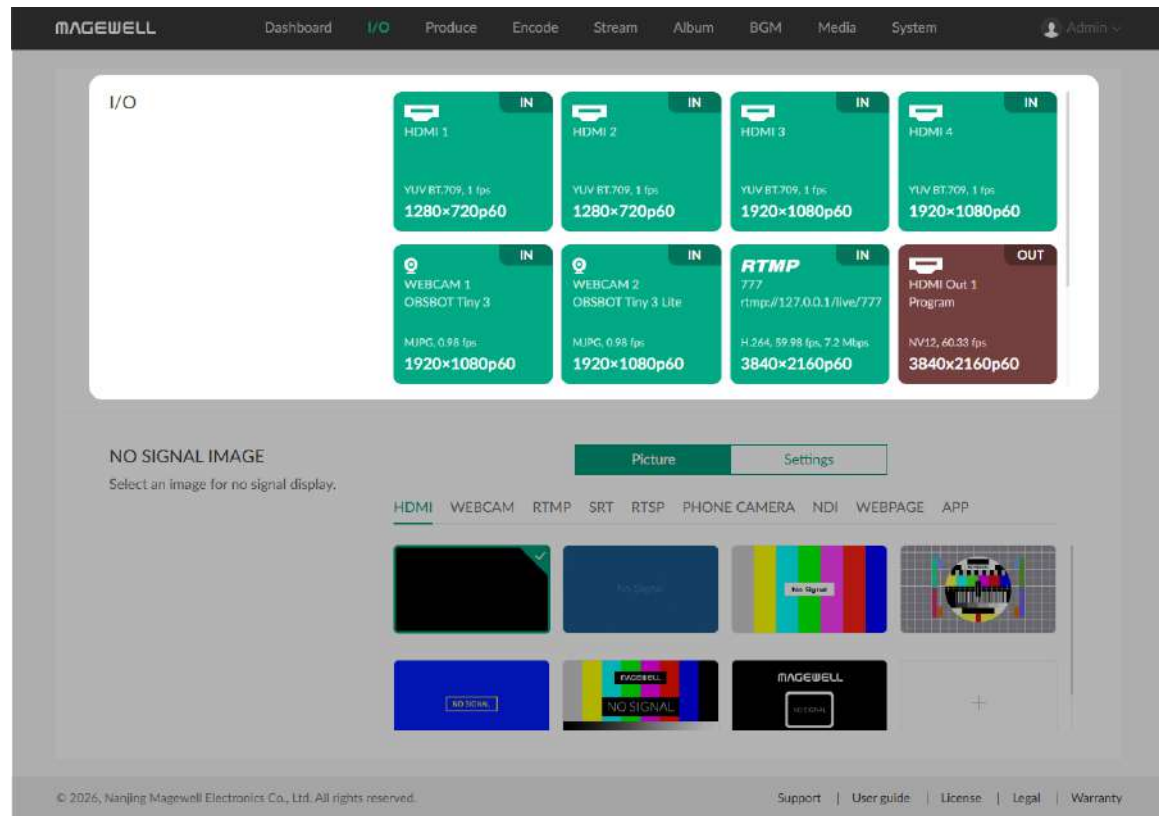 MAGEWELL Dashboard I/O Produce Encode Stream Album BGM Media System Admin
I/O
IN IN IN IN
HDMI 1 HDMI 2 HDMI 3 HDMI 4
YUV BT.709, 1 fps YUV BT.709, 1 fps YUV BT.709, 1 fps YUV BT.709, 1 fps
1280×720p60 1280×720p60 1920×1080p60 1920×1080p60
IN IN RTMP IN OUT
WEBCAM 1 WEBCAM 2 777 HDMI Out 1
OBSBOT Tiny 3 OBSBOT Tiny 3 Lite rtmp://127.0.0.1/live/777 Program
MJPG, 0.98 fps MJPG, 0.98 fps H.264, 59.98 fps, 7.2 Mbps NV12, 60.33 fps
1920×1080p60 1920×1080p60 3840×2160p60 3840x2160p60
NO SIGNAL IMAGE Picture Settings
Select an image for no signal display.
HDMI WEBCAM RTMP SRT RTSP PHONE CAMERA NDI WEBPAGE APP
No Signal No Signal
MAGEWELL MAGEWELL
NO SIGNAL NO SIGNAL NO SIGNAL
© 2026, Nanjing Magewell Electronics Co., Ltd. All rights reserved. Support | User guide | License | Legal | Warranty